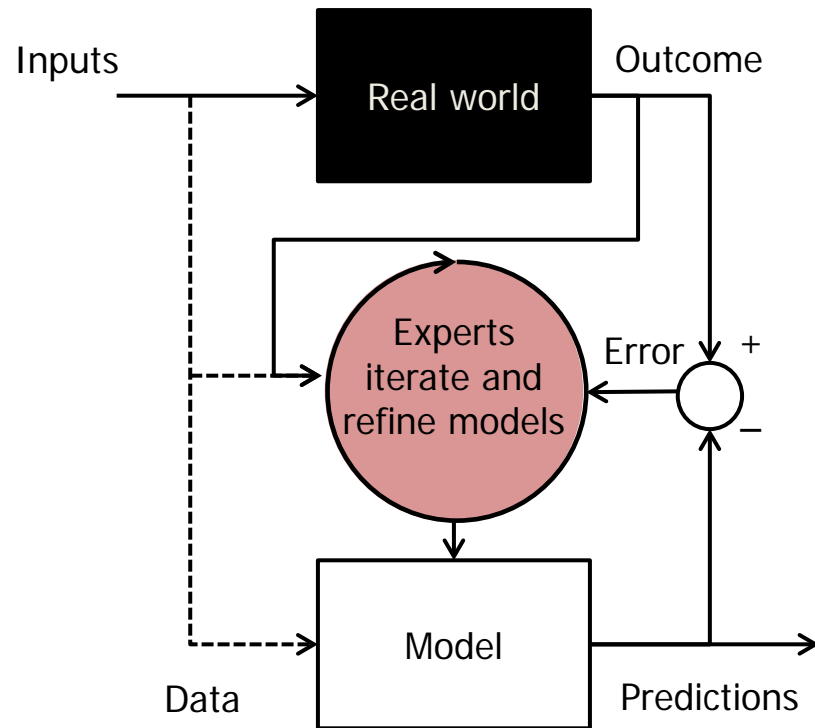 Inputs
Real world
Outcome
Experts
iterate and
refine models
Error
+
−
Model
Data
Predictions